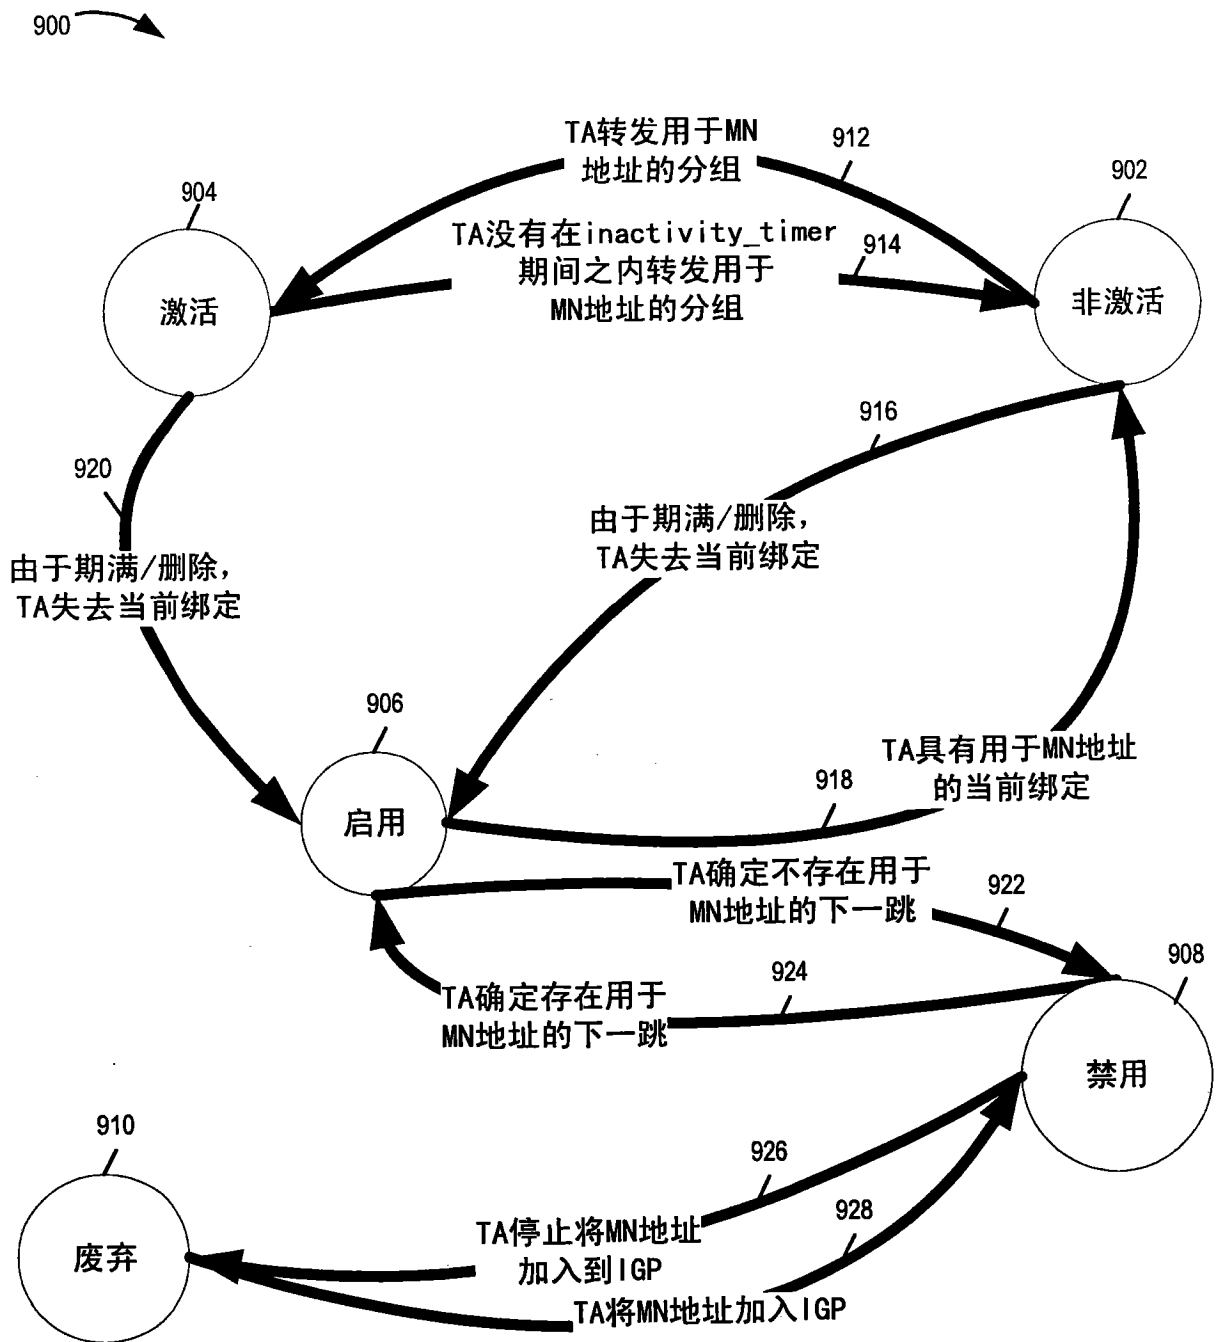 900
TA转发用于MN
地址的分组
912
902
904
TA没有在inactivity_timer
期间之内转发用于
MN地址的分组
914
激活
非激活
916
920
由于期满/删除，
TA失去当前绑定
由于期满/删除，
TA失去当前绑定
906
TA具有用于MN地址
的当前绑定
918
启用
TA确定不存在用于
MN地址的下一跳
922
908
924
TA确定存在用于
MN地址的下一跳
禁用
910
926
928
TA停止将MN地址
加入到IGP
废弃
TA将MN地址加入IGP